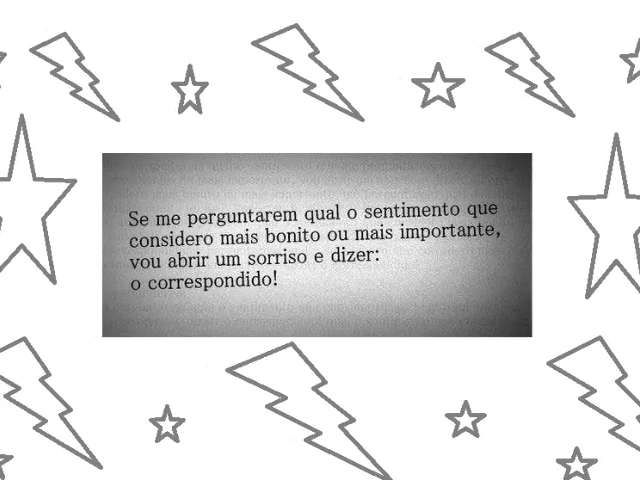 Se me perguntarem qual o sentimento que
considero mais bonito ou mais importante,
vou abrir um sorriso e dizer:
o correspondido!